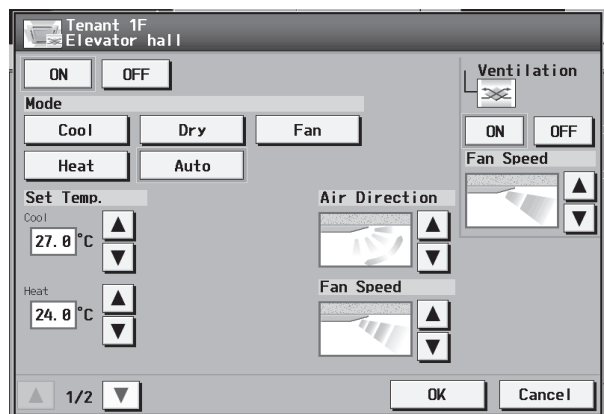 Tenant 1F
Elevator hall
ON OFF
Mode
Cool Dry Fan
Heat Auto
Set Temp.
Cool
27.0 °C
Heat
24.0 °C
Air Direction
Fan Speed
Ventilation
ON OFF
Fan Speed
1/2
OK Cancel